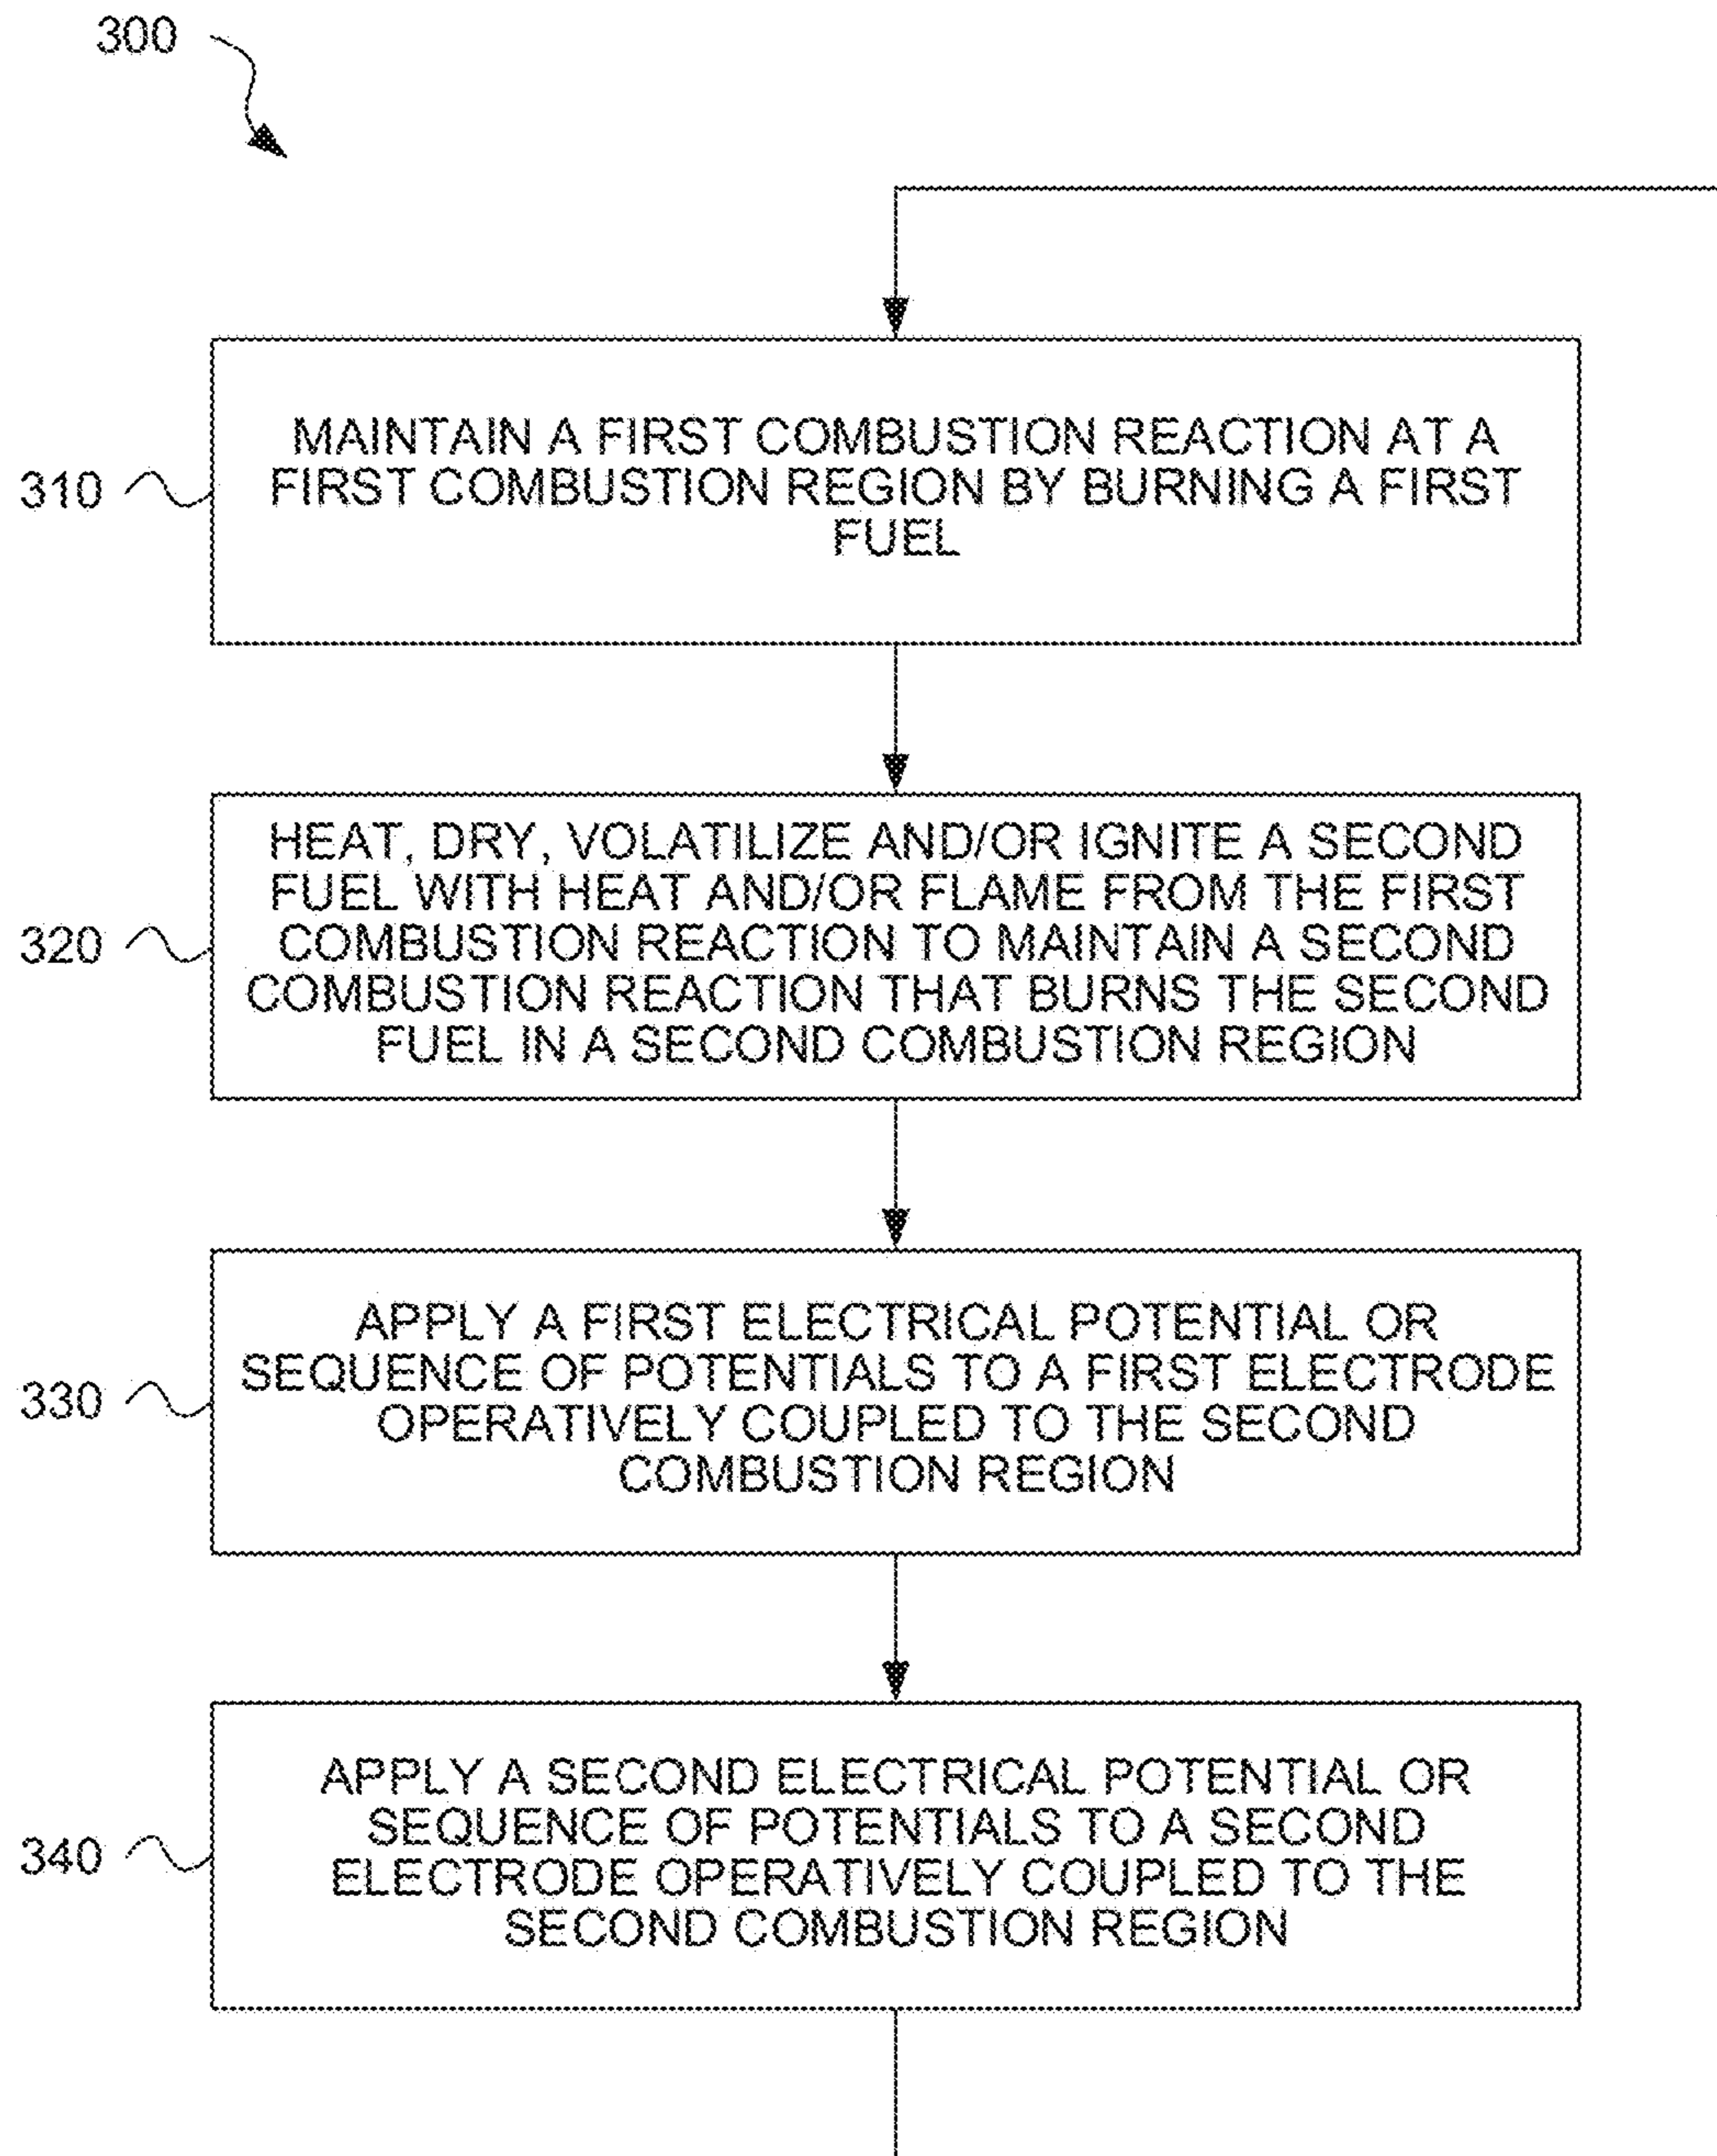 300
310
MAINTAIN A FIRST COMBUSTION REACTION AT A
FIRST COMBUSTION REGION BY BURNING A FIRST
FUEL
320
HEAT, DRY, VOLATILIZE AND/OR IGNITE A SECOND
FUEL WITH HEAT AND/OR FLAME FROM THE FIRST
COMBUSTION REACTION TO MAINTAIN A SECOND
COMBUSTION REACTION THAT BURNS THE SECOND
FUEL IN A SECOND COMBUSTION REGION
330
APPLY A FIRST ELECTRICAL POTENTIAL OR
SEQUENCE OF POTENTIALS TO A FIRST ELECTRODE
OPERATIVELY COUPLED TO THE SECOND
COMBUSTION REGION
340
APPLY A SECOND ELECTRICAL POTENTIAL OR
SEQUENCE OF POTENTIALS TO A SECOND
ELECTRODE OPERATIVELY COUPLED TO THE
SECOND COMBUSTION REGION